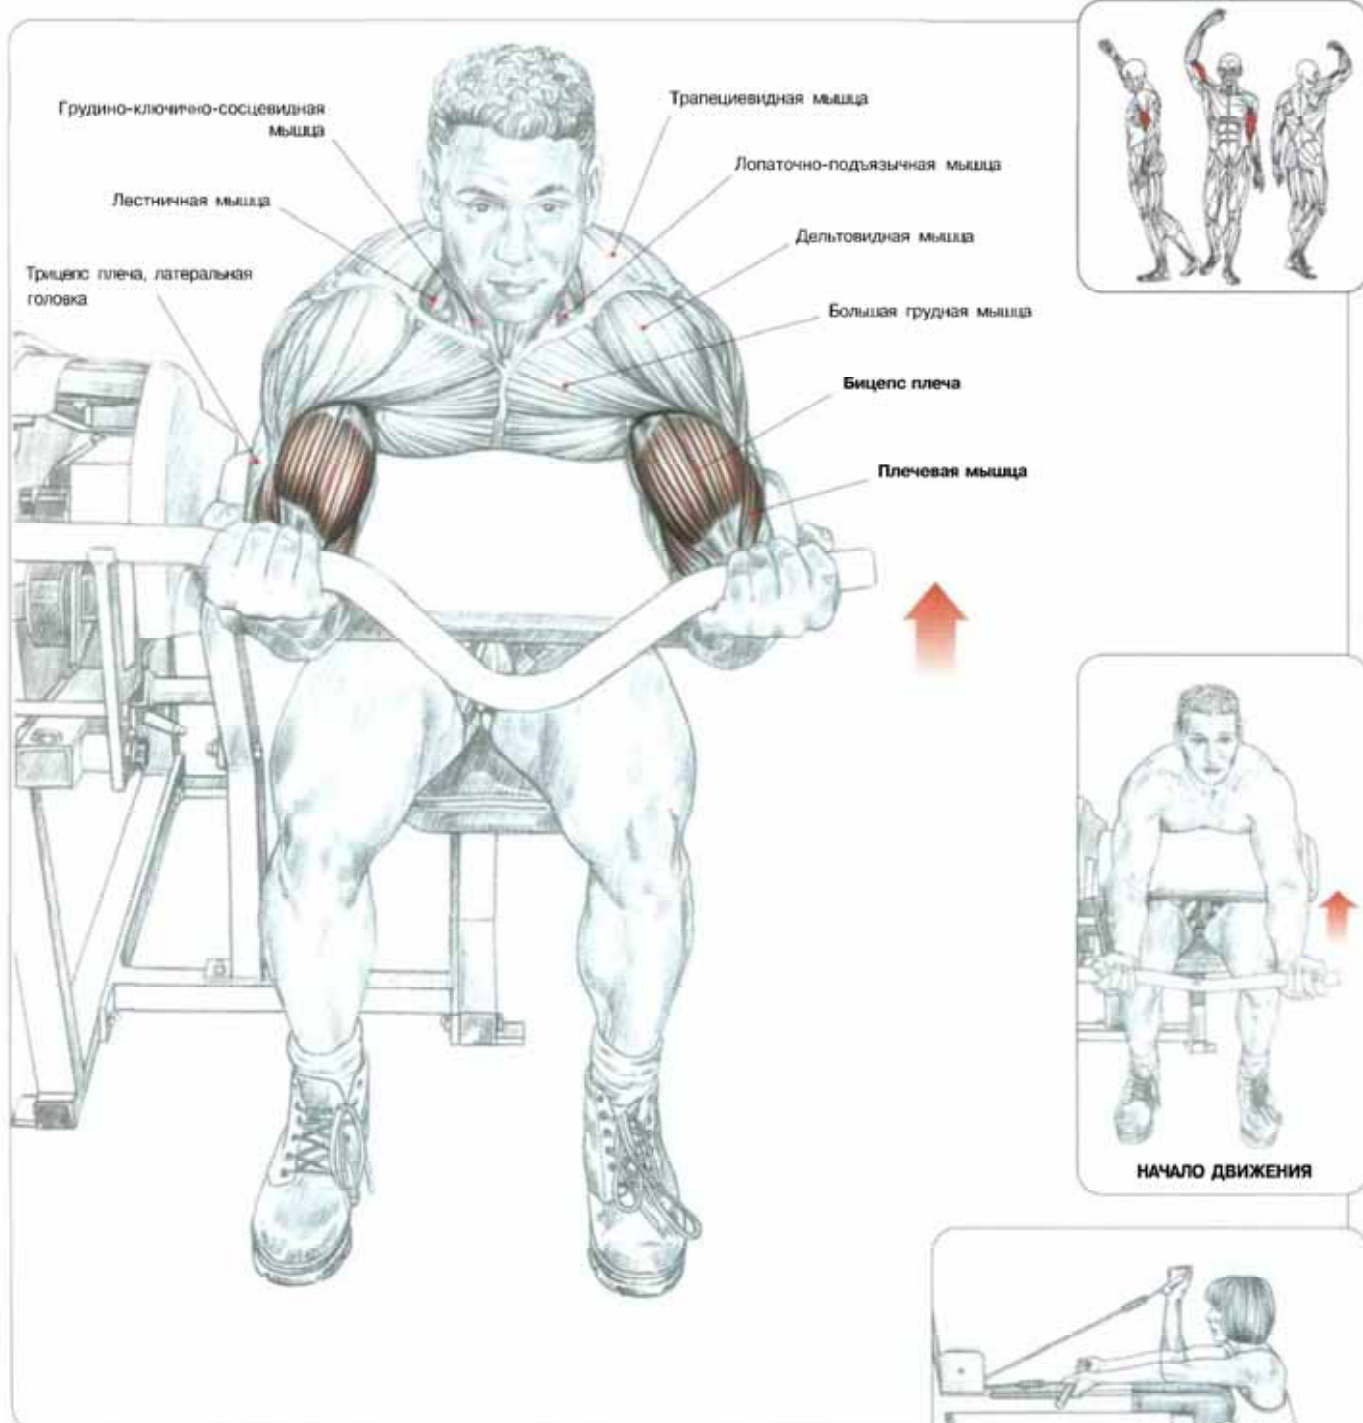 Грудино-ключично-сосцевидная
мышца
Лестничная мышца
Трицепс плеча, латеральная
головка
Трапециевидная мышца
Лопаточно-подъязычная мышца
Дельтовидная мышца
Большая грудная мышца
Бицепс плеча
Плечевая мышца
НАЧАЛО ДВИЖЕНИЯ